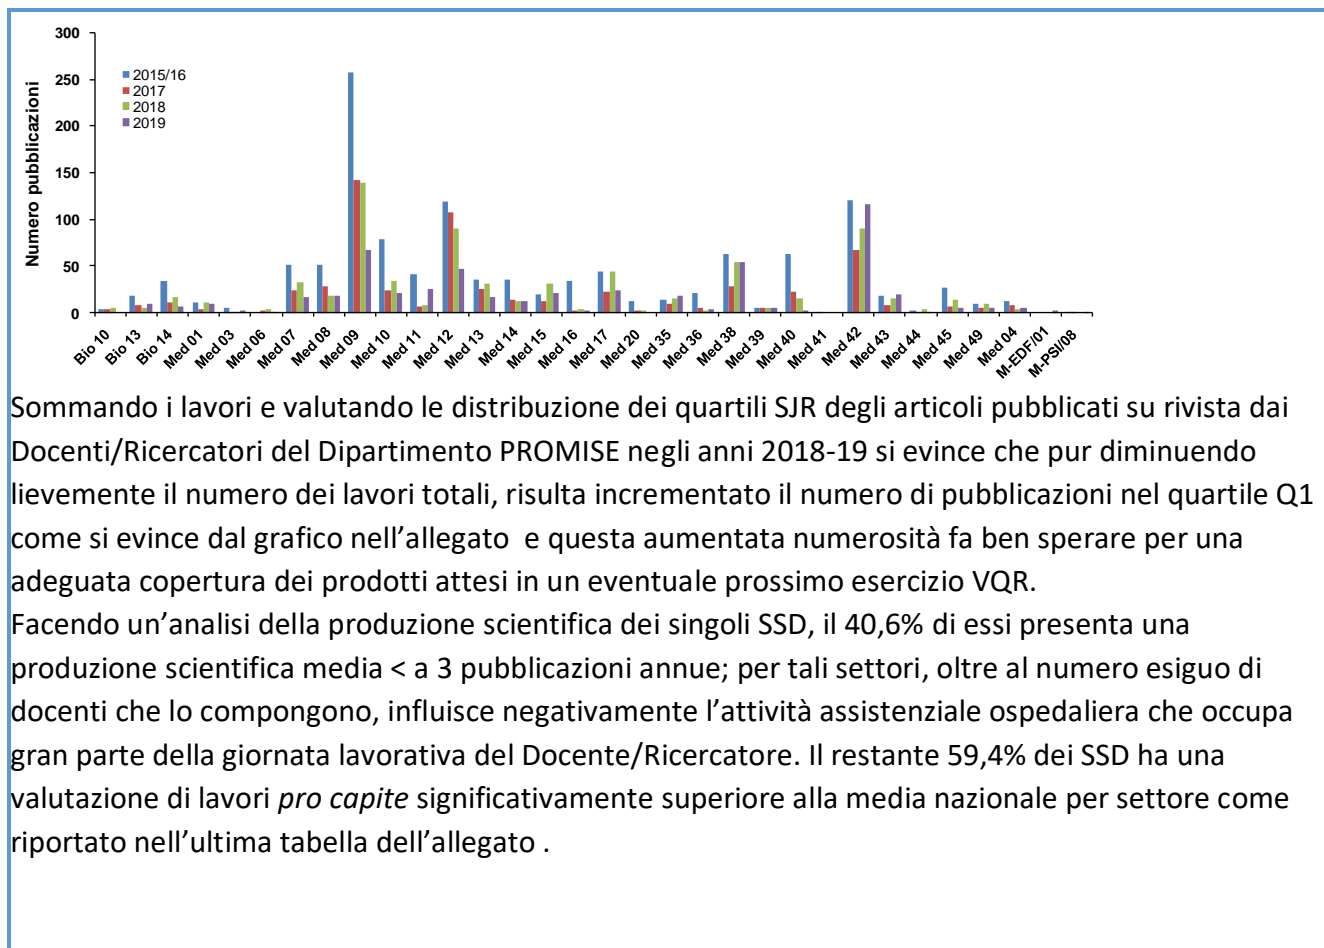 300
250
200
150
100
50
0
Numero pubblicazioni
2015/16
2017
2018
2019
Bio 10
Bio 13
Bio 14
Med 01
Med 03
Med 06
Med 07
Med 08
Med 09
Med 10
Med 11
Med 12
Med 13
Med 14
Med 15
Med 16
Med 17
Med 20
Med 35
Med 36
Med 38
Med 39
Med 40
Med 41
Med 42
Med 43
Med 44
Med 45
Med 49
Med 04
M-EDF/01
M-PSI/08
Sommando i lavori e valutando le distribuzione dei quartili SJR degli articoli pubblicati su rivista dai
Docenti/Ricercatori del Dipartimento PROMISE negli anni 2018-19 si evince che pur diminuendo
lievemente il numero dei lavori totali, risulta incrementato il numero di pubblicazioni nel quartile Q1
come si evince dal grafico nell’allegato  e questa aumentata numerosità fa ben sperare per una
adeguata copertura dei prodotti attesi in un eventuale prossimo esercizio VQR.
Facendo un’analisi della produzione scientifica dei singoli SSD, il 40,6% di essi presenta una
produzione scientifica media < a 3 pubblicazioni annue; per tali settori, oltre al numero esiguo di
docenti che lo compongono, influisce negativamente l’attività assistenziale ospedaliera che occupa
gran parte della giornata lavorativa del Docente/Ricercatore. Il restante 59,4% dei SSD ha una
valutazione di lavori pro capite significativamente superiore alla media nazionale per settore come
riportato nell’ultima tabella dell’allegato .